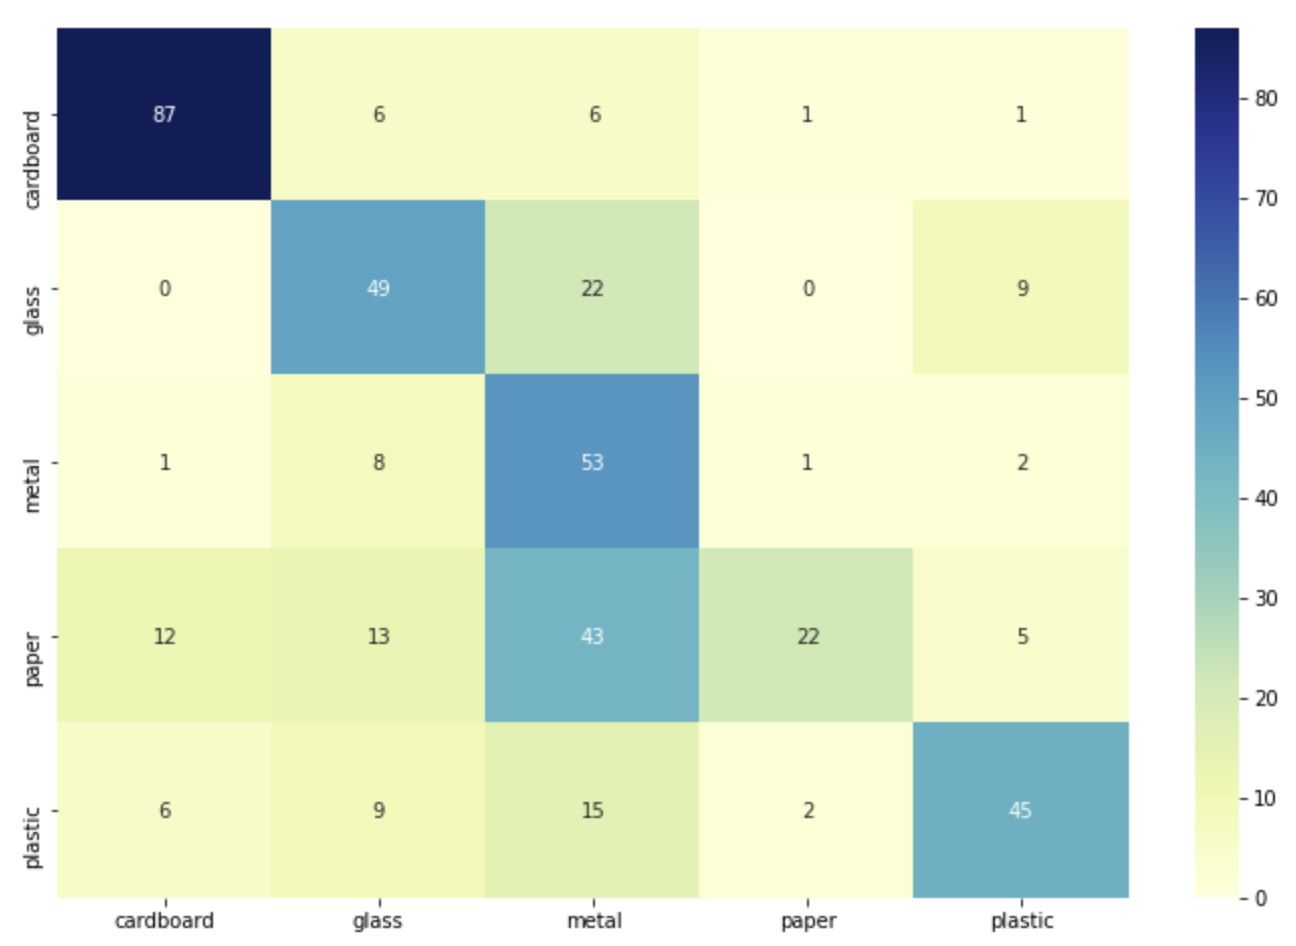 cardboard 87 6 6 1 1
glass 0 49 22 0 9
metal 1 8 53 1 2
paper 12 13 43 22 5
plastic 6 9 15 2 45
cardboard glass metal paper plastic
80
70
60
50
40
30
20
10
0